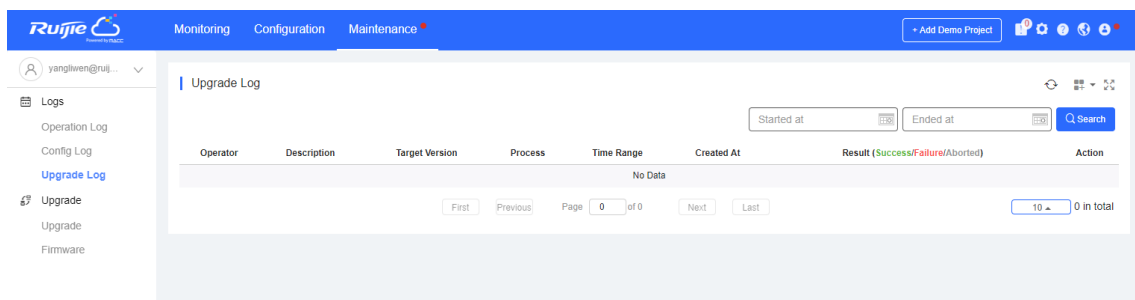 Ruijie
Powered by MACC
Monitoring Configuration Maintenance
+ Add Demo Project
0
yangliwen@ruij...
Upgrade Log
Logs
Operation Log
Config Log
Upgrade Log
Upgrade
Upgrade
Firmware
Started at
Ended at
Search
Operator Description Target Version Process Time Range Created At Result (Success/Failure/Aborted) Action
No Data
First Previous Page 0 of 0 Next Last
10 0 in total